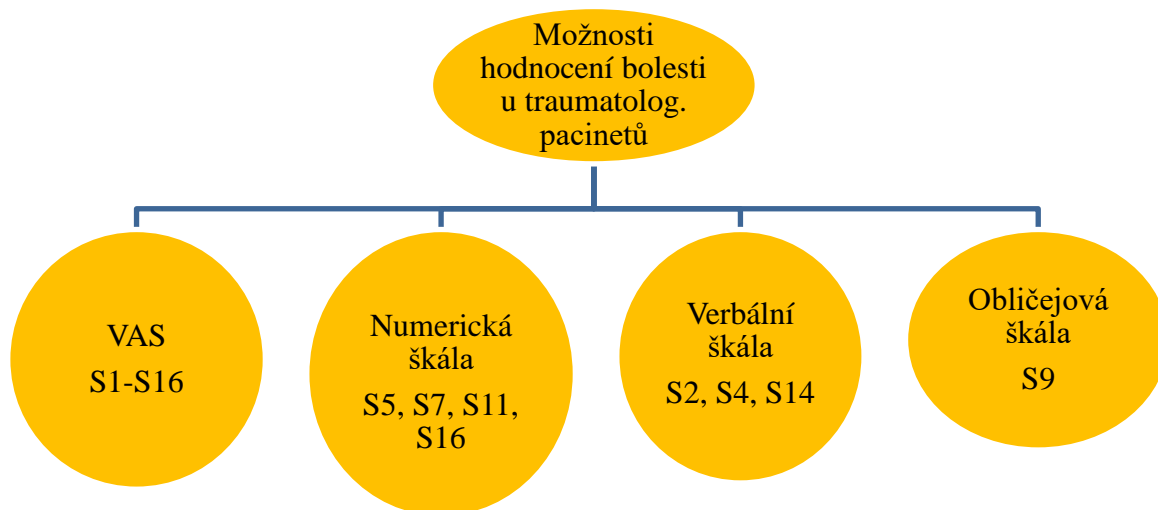 Možnosti
hodnocení bolesti
u traumatolog.
pacinetů
VAS
S1-S16
Numerická
škála
S5, S7, S11,
S16
Verbální
škála
S2, S4, S14
Obličejová
škála
S9